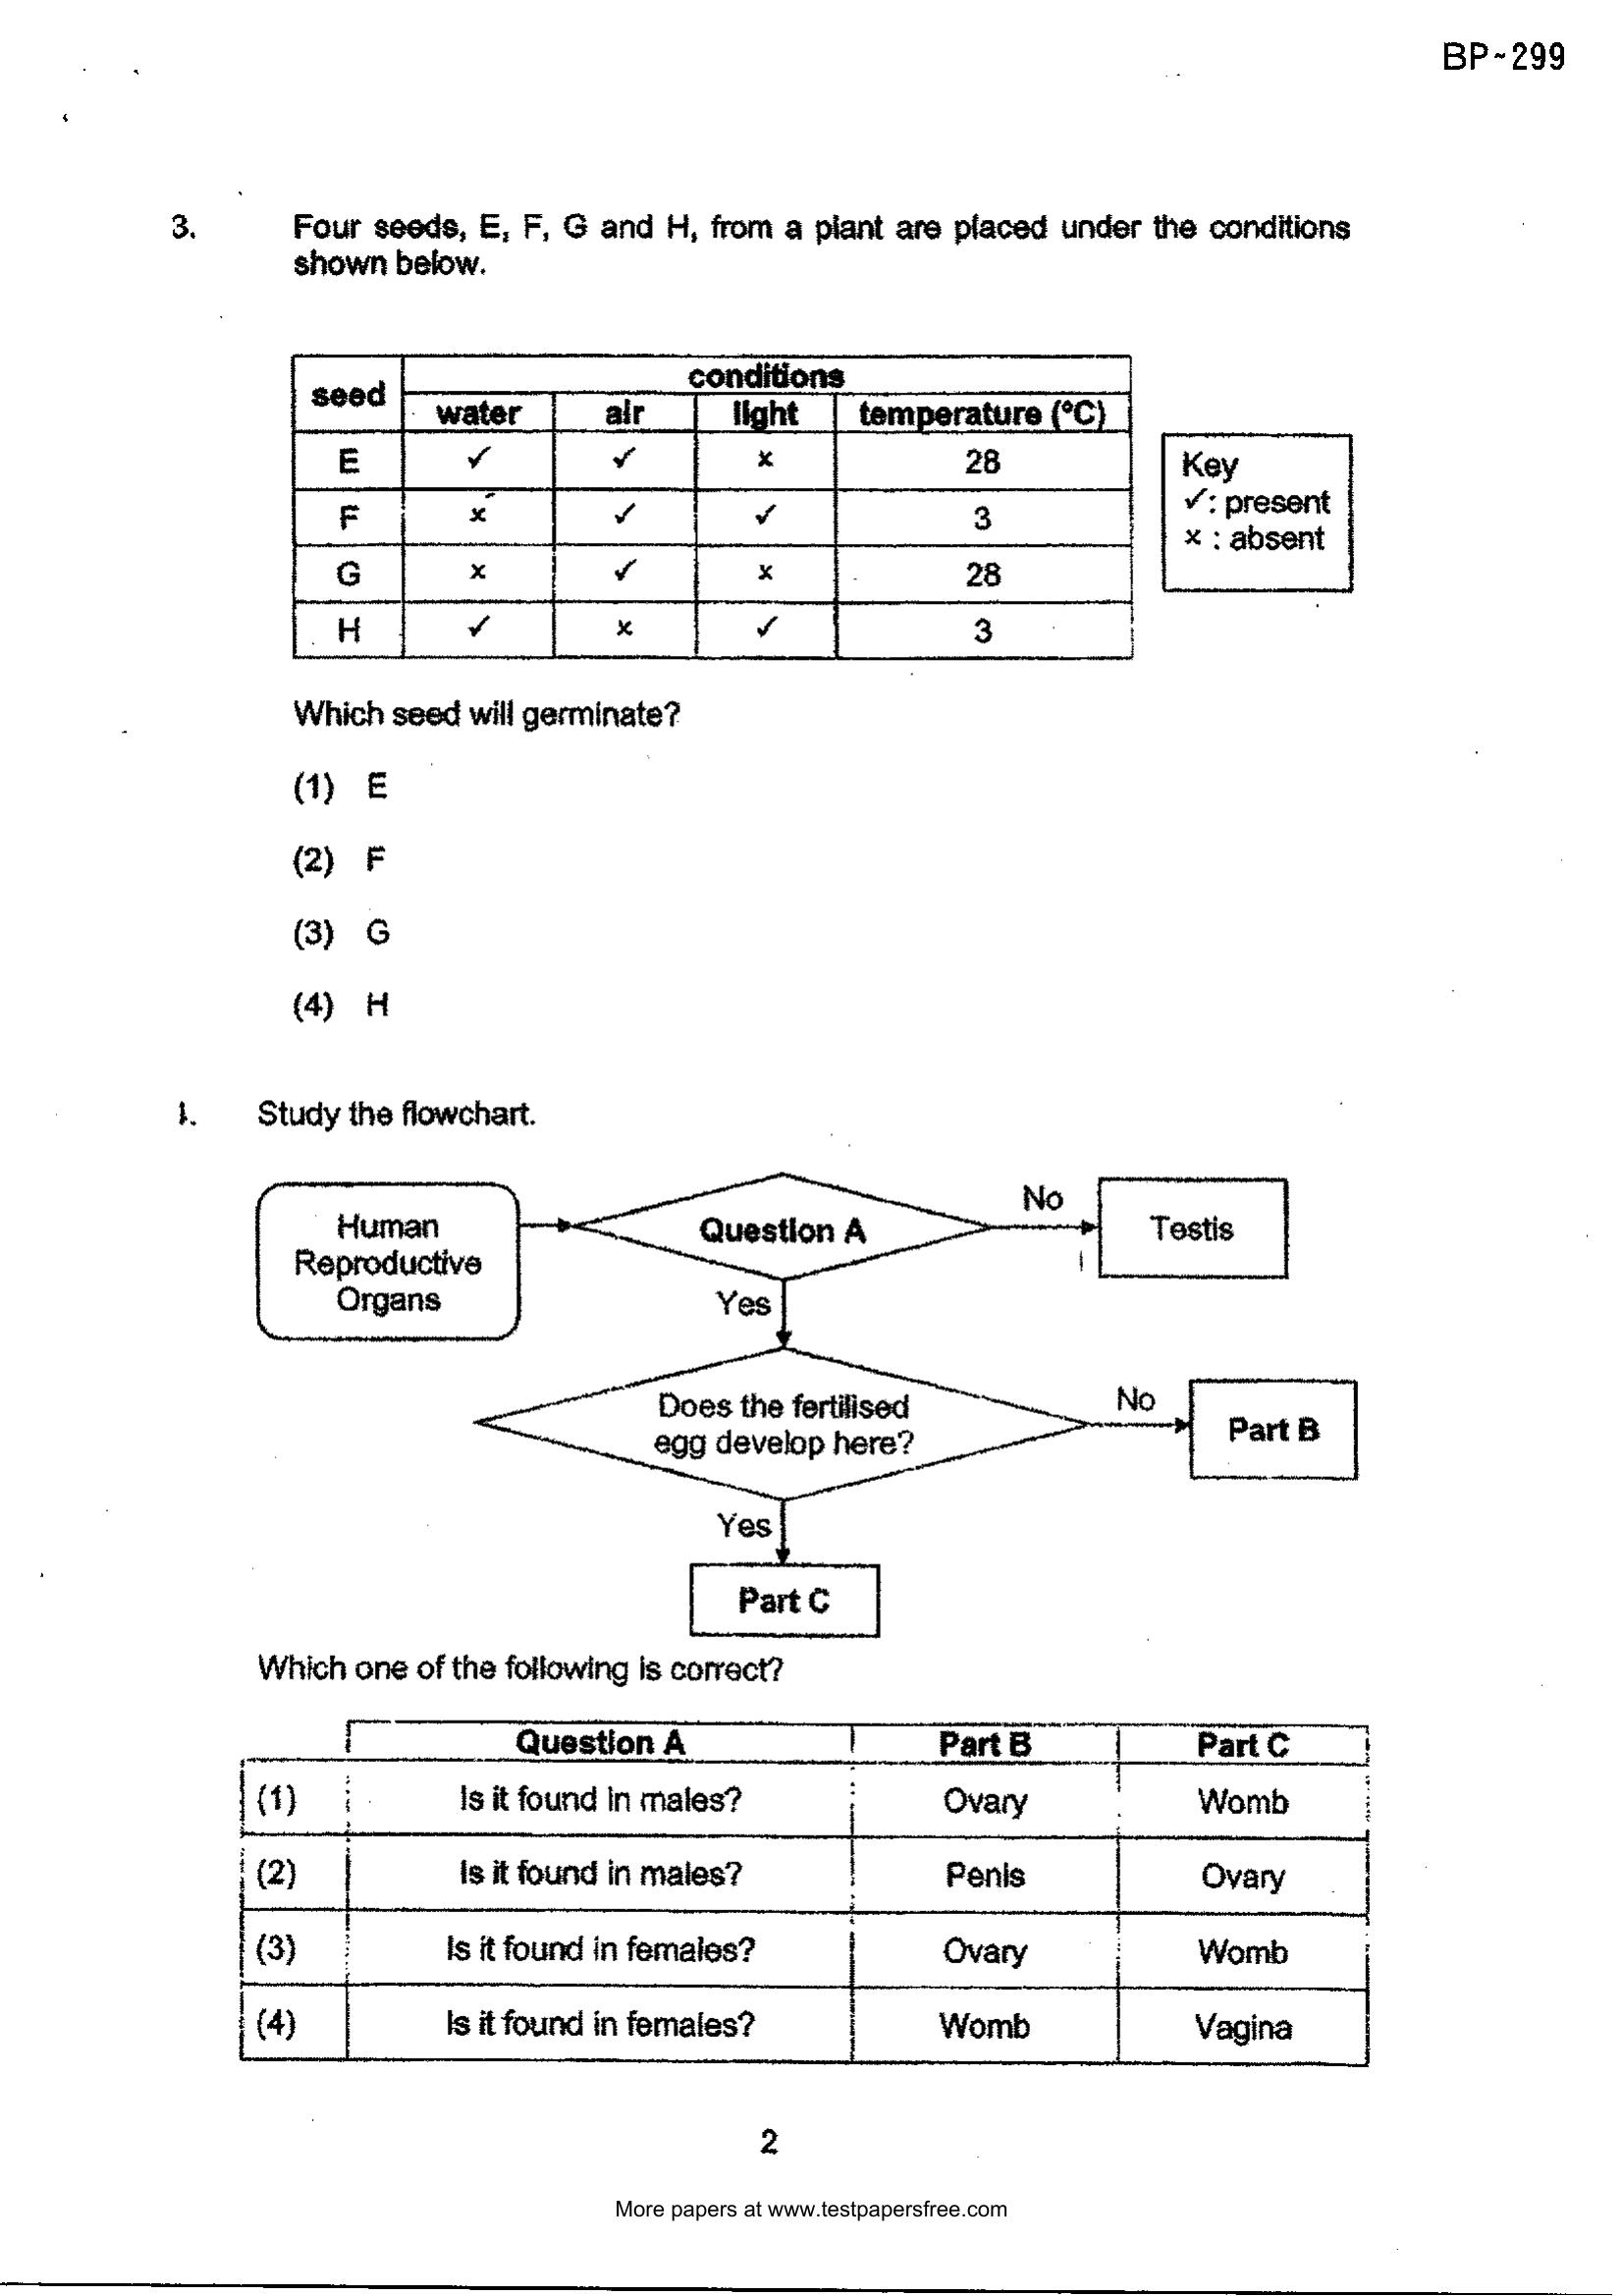 BP~299
3. Four seeds, E, F, G and H, from a plant are placed under the conditions
shown below.
seed conditions
water air light temperature (°C)
E ✓ ✓ × 28
F × ✓ ✓ 3
G × ✓ × 28
H ✓ × ✓ 3
Key
✓: present
× : absent
Which seed will germinate?
(1) E
(2) F
(3) G
(4) H
Study the flowchart.
Human
Reproductive
Organs
Question A
No
Testis
Yes
Does the fertilised
egg develop here?
No
Part B
Yes
Part C
Which one of the following is correct?
Question A Part B Part C
(1) Is it found in males? Ovary Womb
(2) Is it found in males? Penis Ovary
(3) Is it found in females? Ovary Womb
(4) Is it found in females? Womb Vagina
2
More papers at www.testpapersfree.com